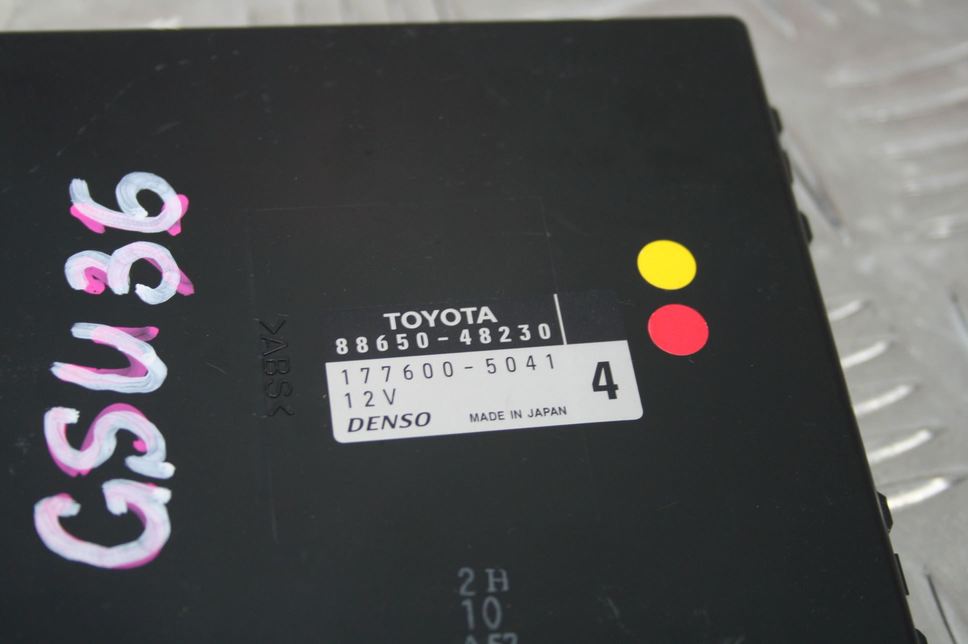 GSU36
>ABS<
TOYOTA
88650-48230
177600-5041
12V
4
DENSO
MADE IN JAPAN
2H
10